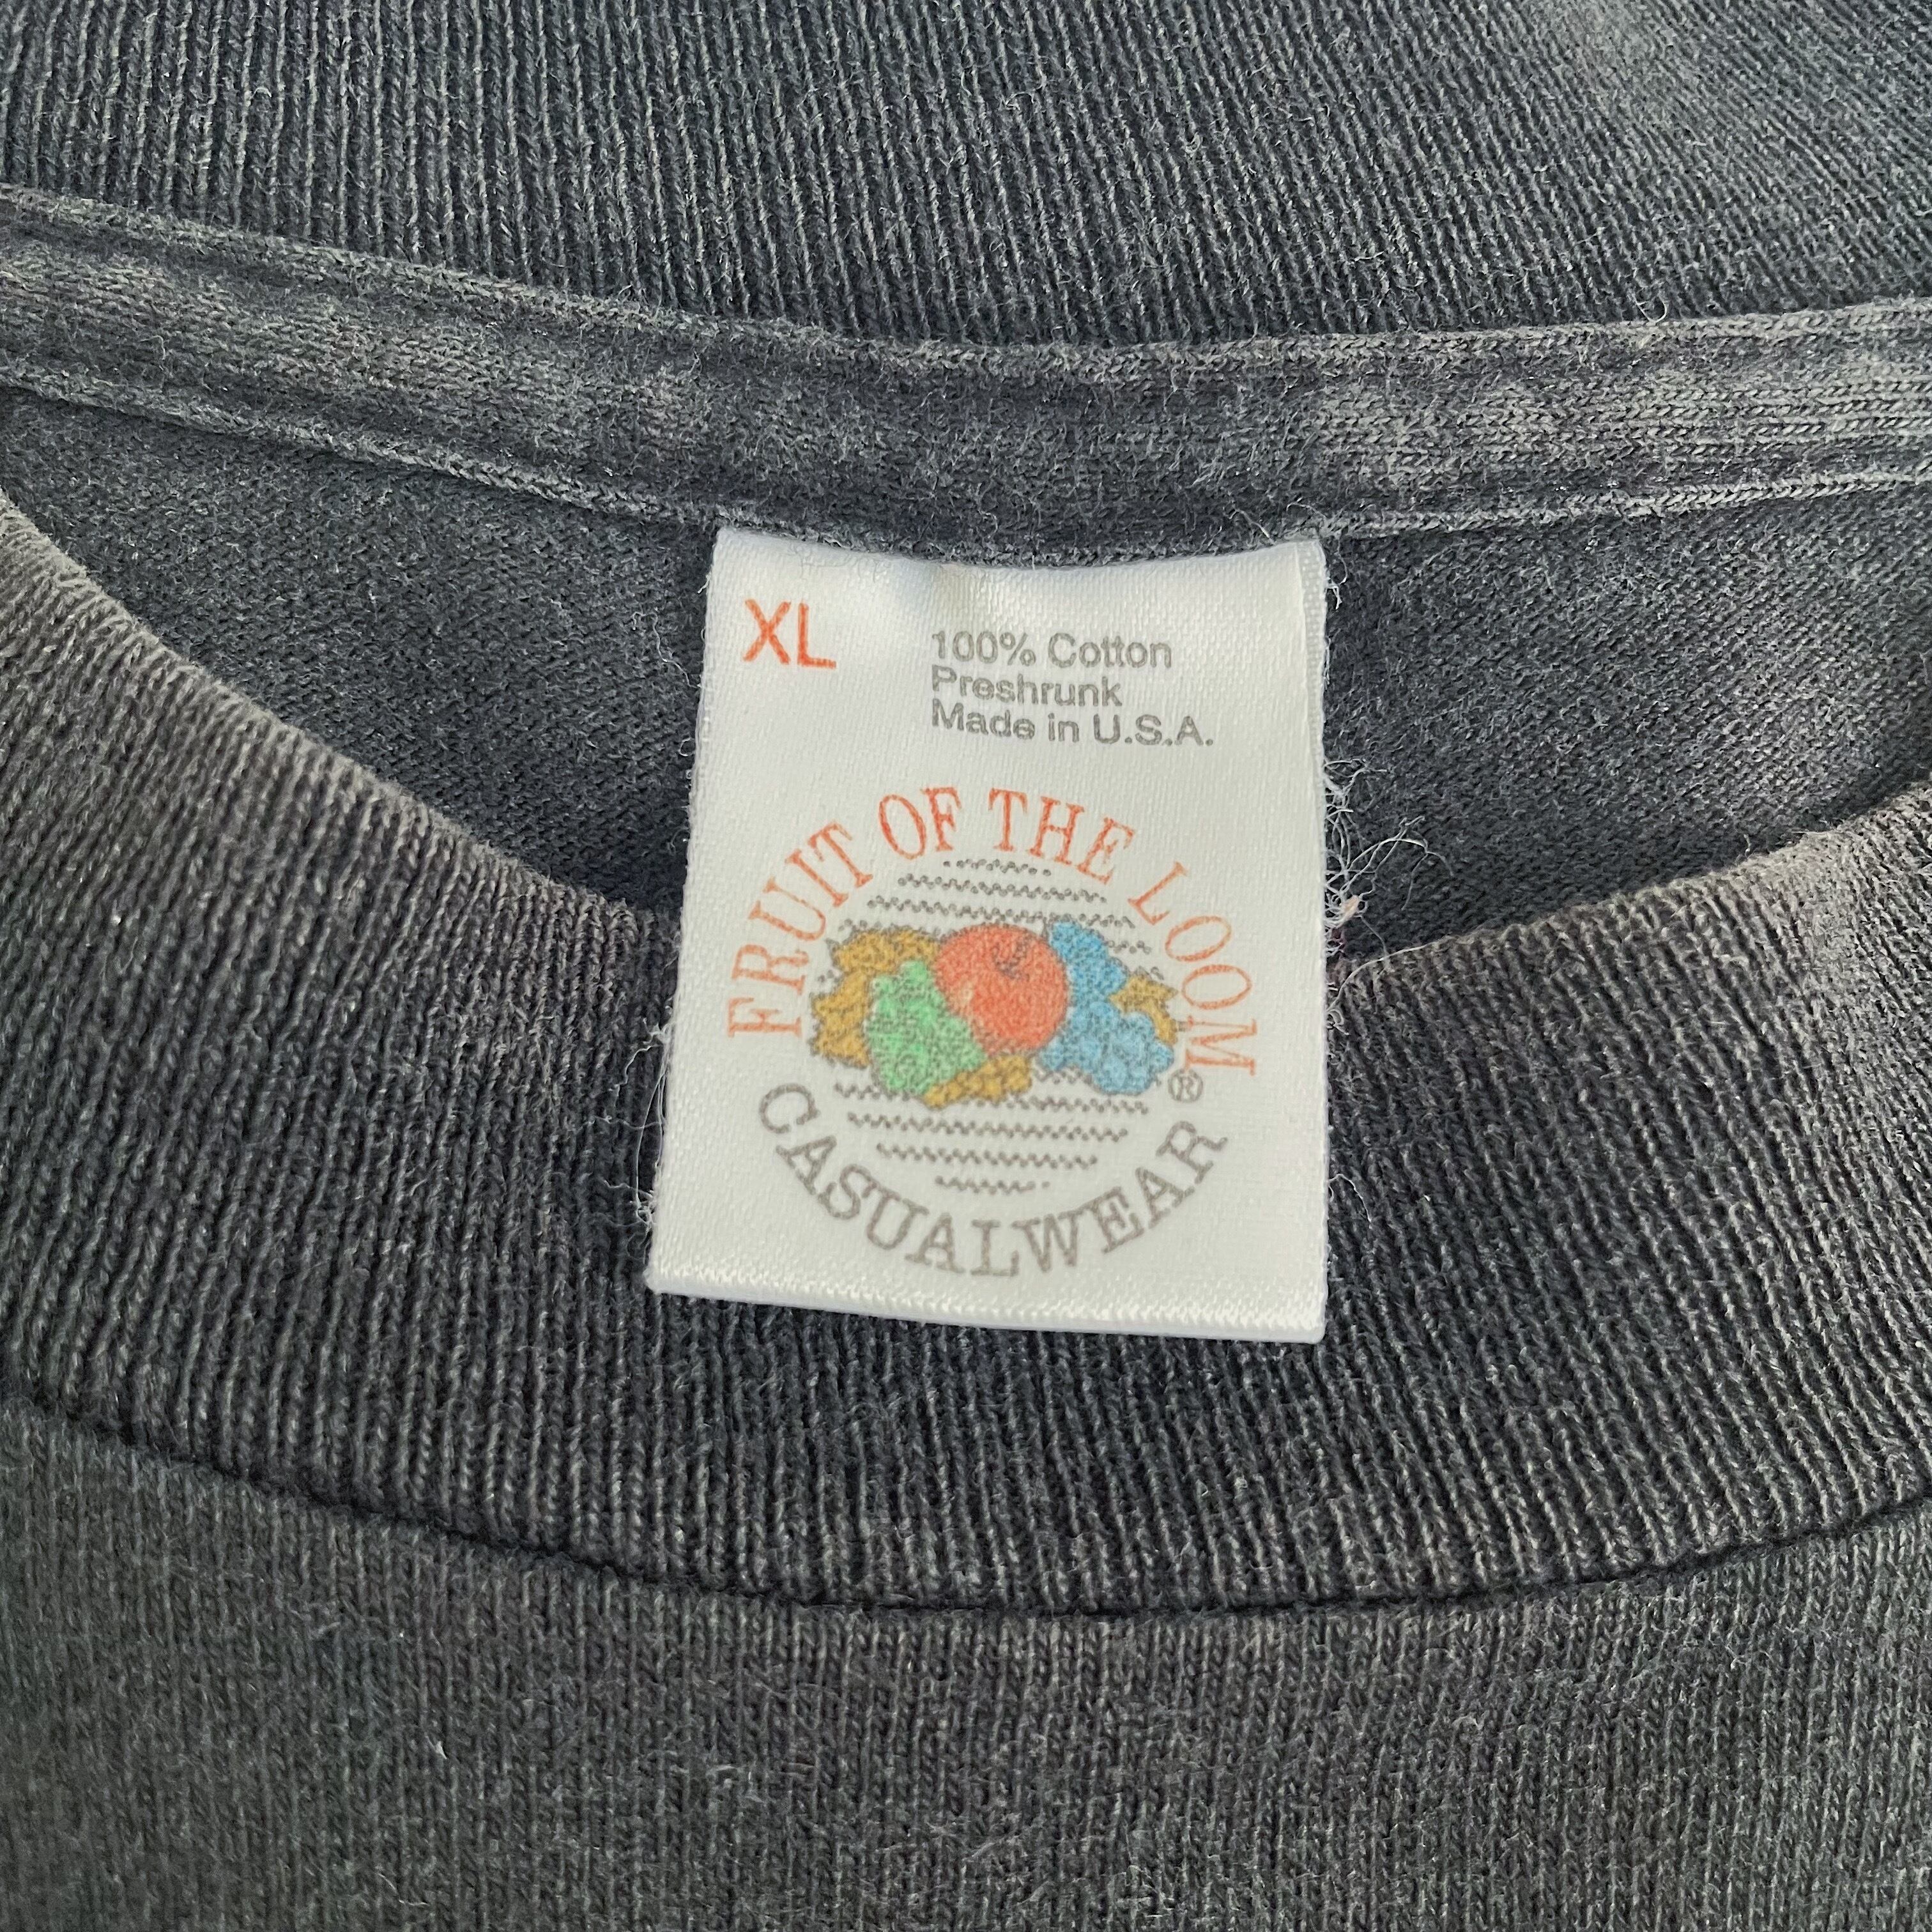 XL
100% Cotton
Preshrunk
Made in U.S.A.
FRUIT OF THE LOOM®
CASUALWEAR